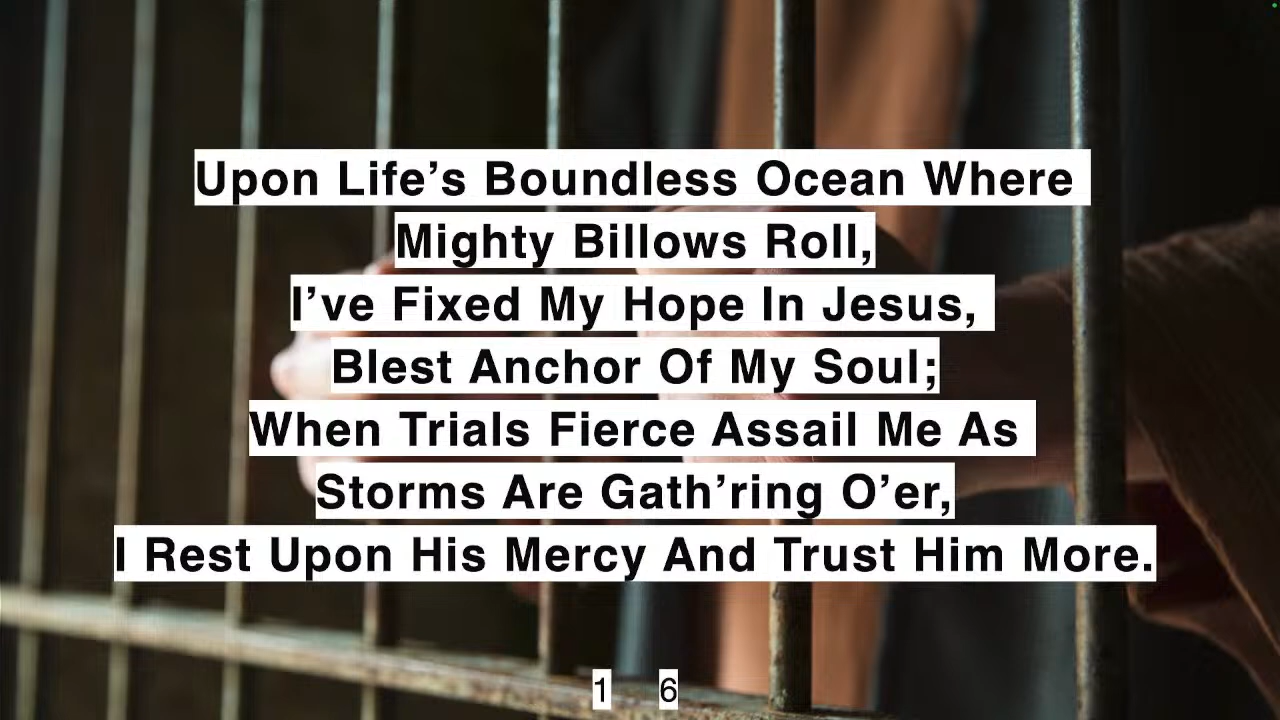 Upon Life’s Boundless Ocean Where
Mighty Billows Roll,
I’ve Fixed My Hope In Jesus,
Blest Anchor Of My Soul;
When Trials Fierce Assail Me As
Storms Are Gath’ring O’er,
I Rest Upon His Mercy And Trust Him More.
1 6